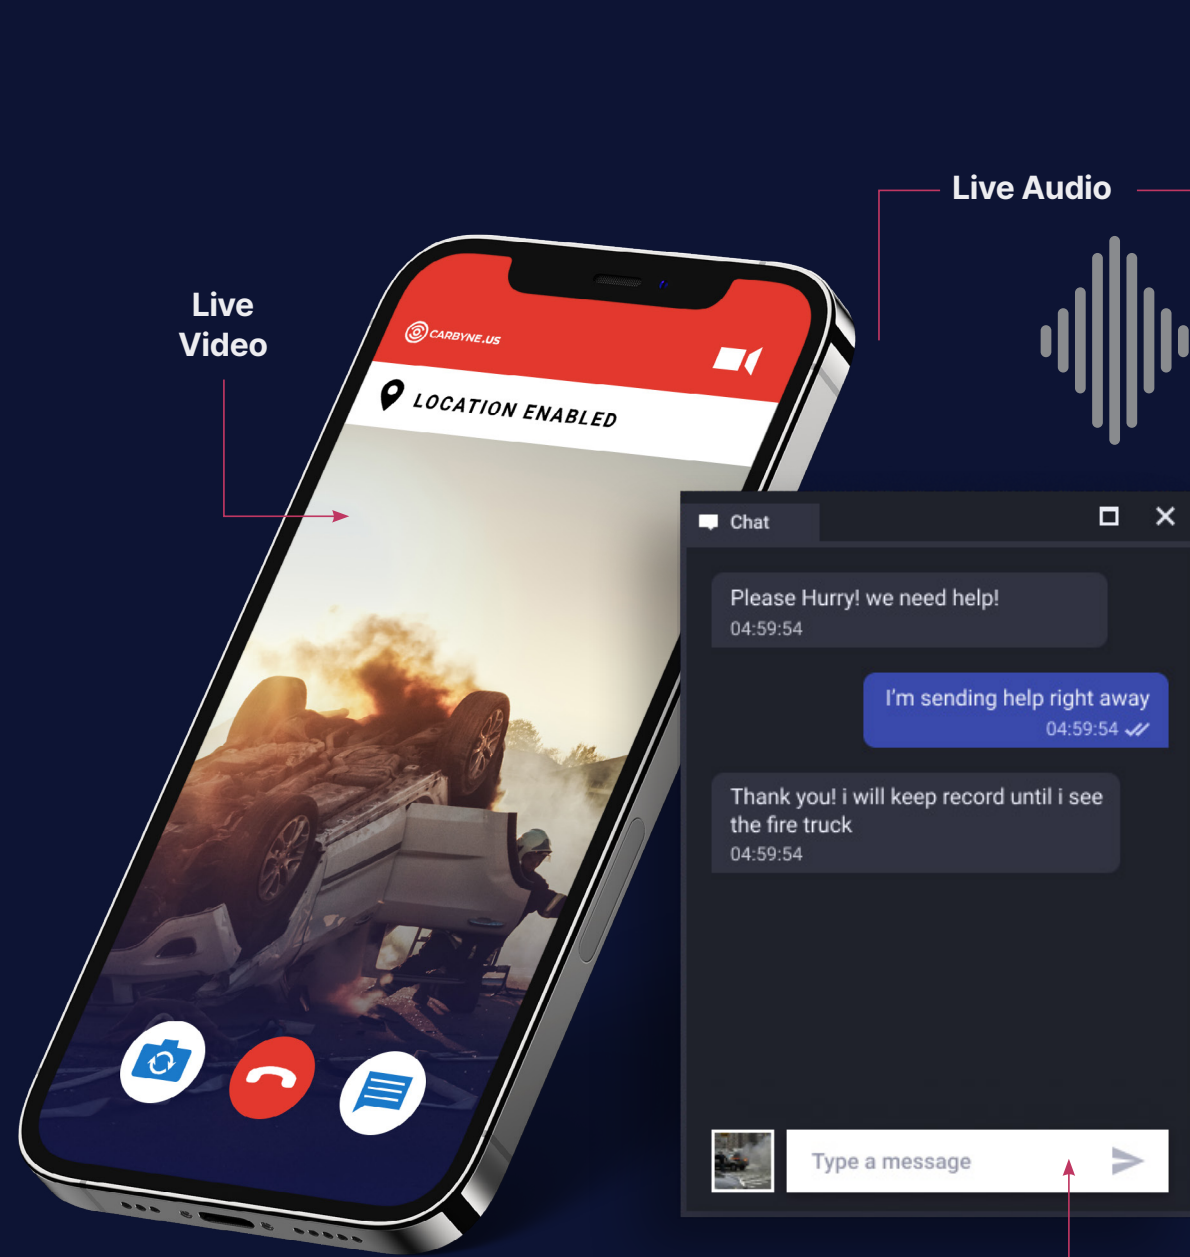 Live Audio
Live
Video
CARBYNE.US
LOCATION ENABLED
Chat
Please Hurry! we need help!
04:59:54
I'm sending help right away
04:59:54
Thank you! i will keep record until i see
the fire truck
04:59:54
Type a message